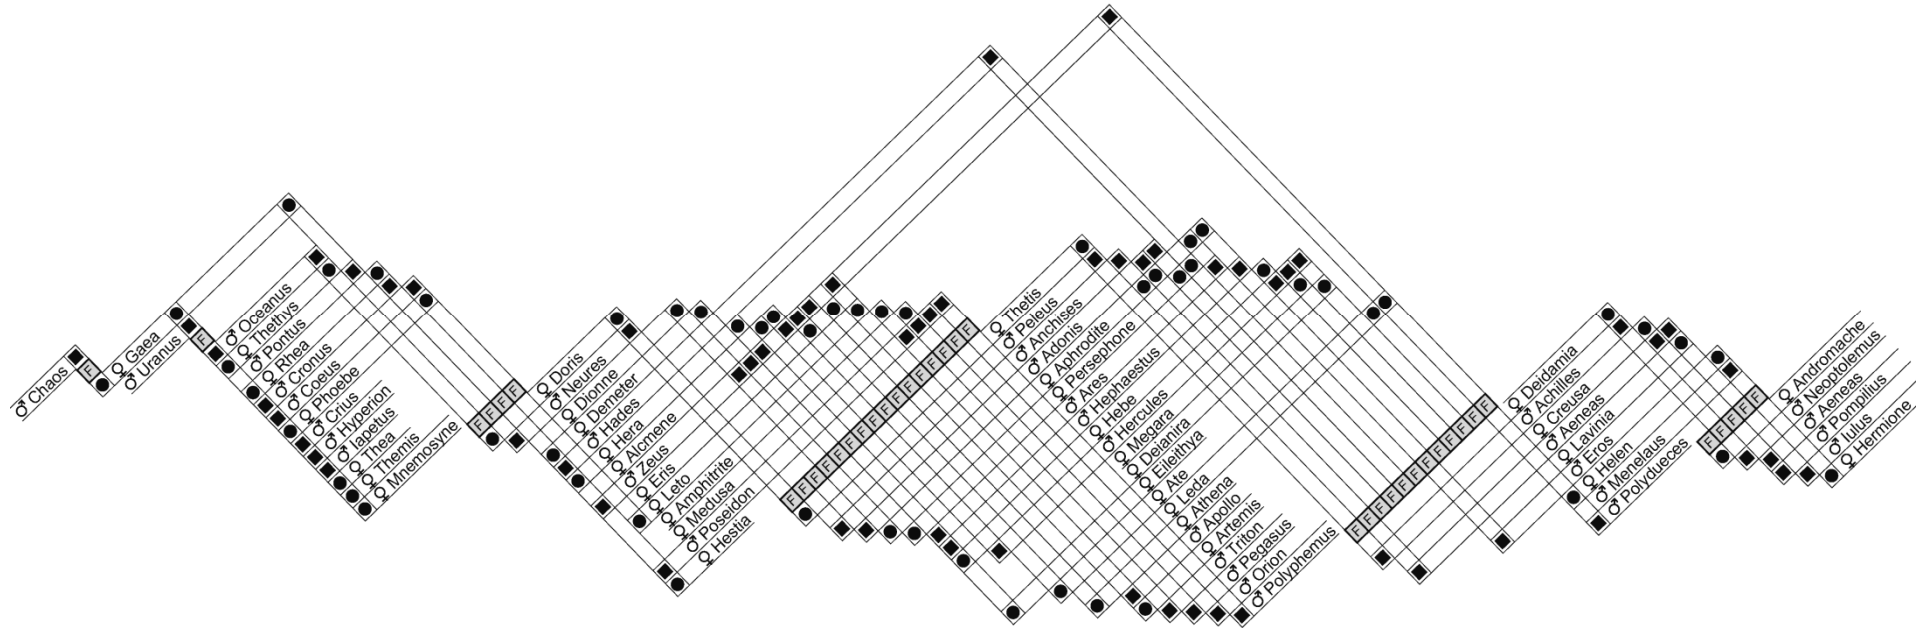 ♂ Chaos
F
♀ Gaea
♂ Uranus
F
♂ Oceanus
♀ Thethys
♂ Pontus
♀ Rhea
♂ Cronus
♂ Coeus
♀ Phoebe
♂ Crius
♂ Hyperion
♂ Iapetus
♀ Thea
♀ Themis
♀ Mnemosyne
F F F F
♀ Doris
♂ Neures
♀ Dionne
♀ Demeter
♂ Hades
♀ Hera
♀ Alcmene
♂ Zeus
♀ Eris
♀ Leto
♀ Amphitrite
♀ Medusa
♂ Poseidon
♀ Hestia
F F F F F F F F F F F F F F F
♀ Thetis
♂ Peleus
♂ Anchises
♂ Adonis
♀ Aphrodite
♀ Persephone
♂ Ares
♂ Hephaestus
♀ Hebe
♂ Hercules
♀ Megara
♀ Deianira
♀ Eileithya
♀ Ate
♀ Leda
♀ Athena
♂ Apollo
♀ Artemis
♂ Triton
♂ Pegasus
♂ Orion
♂ Polyphemus
F F F F F F F F F F F
♀ Deidamia
♂ Achilles
♀ Creusa
♂ Aeneas
♀ Lavinia
♂ Eros
♀ Helen
♂ Menelaus
♂ Polydueces
F F F F F
♀ Andromache
♂ Neoptolemus
♂ Aeneas
♂ Pompilius
♂ Iulus
♀ Hermione